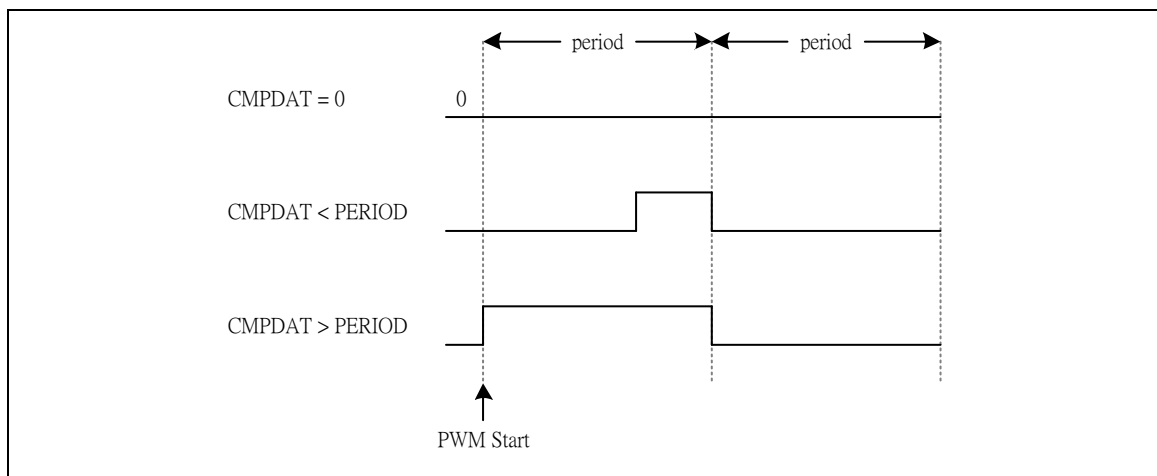 period period
CMPDAT = 0 0
CMPDAT < PERIOD
CMPDAT > PERIOD
PWM Start